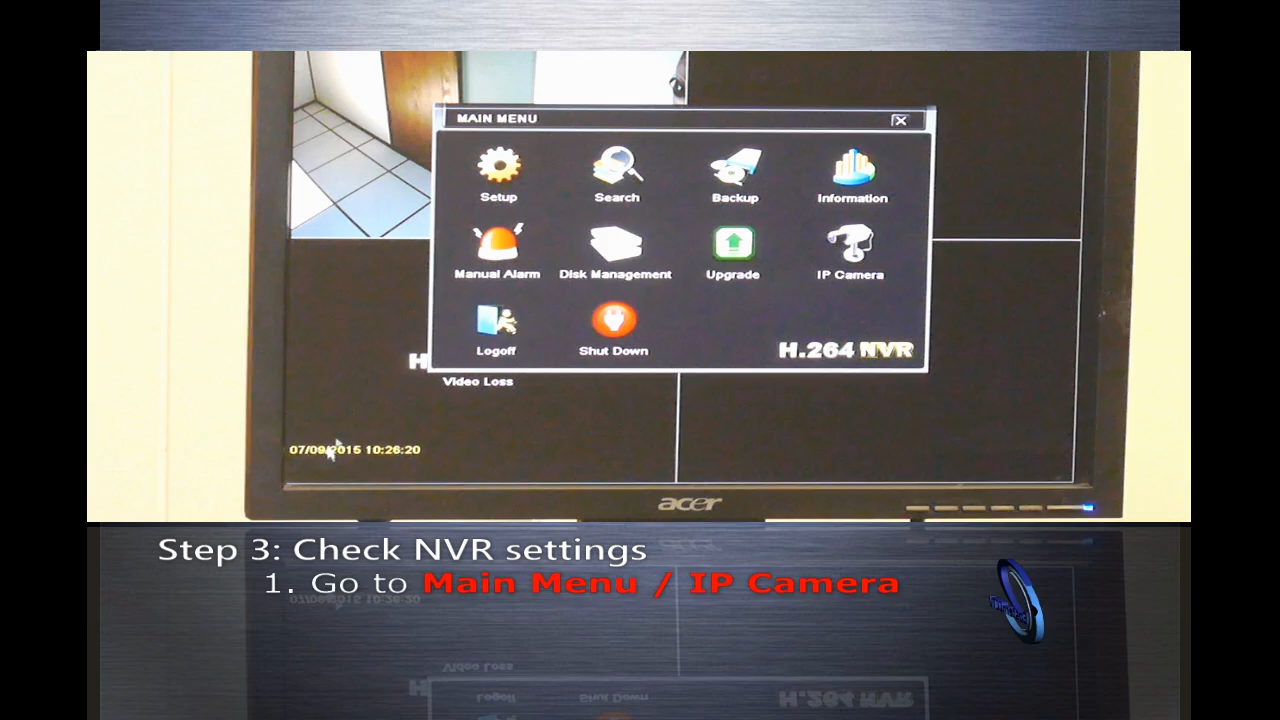 MAIN MENU
Setup
Search
Backup
Information
Manual Alarm
Disk Management
Upgrade
IP Camera
Logoff
Shut Down
H.264 NVR
H
Video Loss
07/09/2015 10:26:20
acer
Step 3: Check NVR settings
1. Go to Main Menu / IP Camera